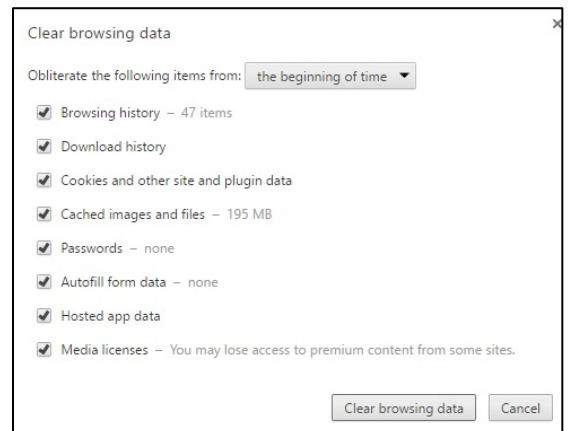 Clear browsing data
Obliterate the following items from: the beginning of time
Browsing history – 47 items
Download history
Cookies and other site and plugin data
Cached images and files – 195 MB
Passwords – none
Autofill form data – none
Hosted app data
Media licenses – You may lose access to premium content from some sites.
Clear browsing data Cancel